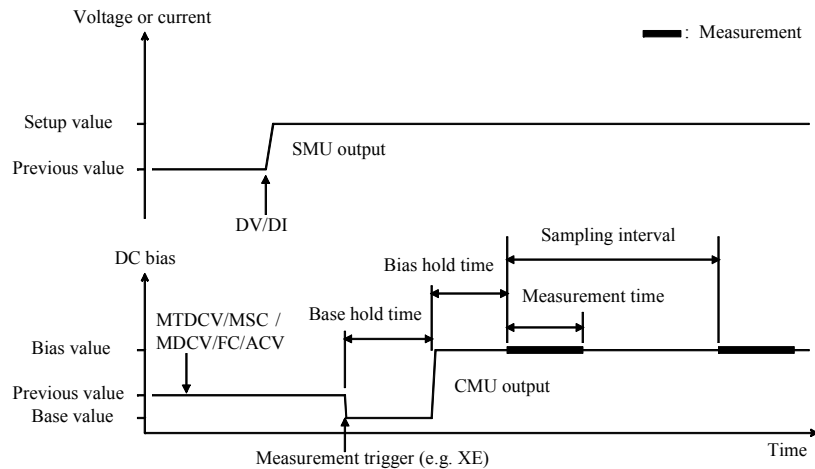 Voltage or current
: Measurement
Setup value
SMU output
Previous value
DV/DI
Sampling interval
DC bias
Bias hold time
Measurement time
MTDCV/MSC /
MDCV/FC/ACV
Base hold time
Bias value
CMU output
Previous value
Base value
Time
Measurement trigger (e.g. XE)